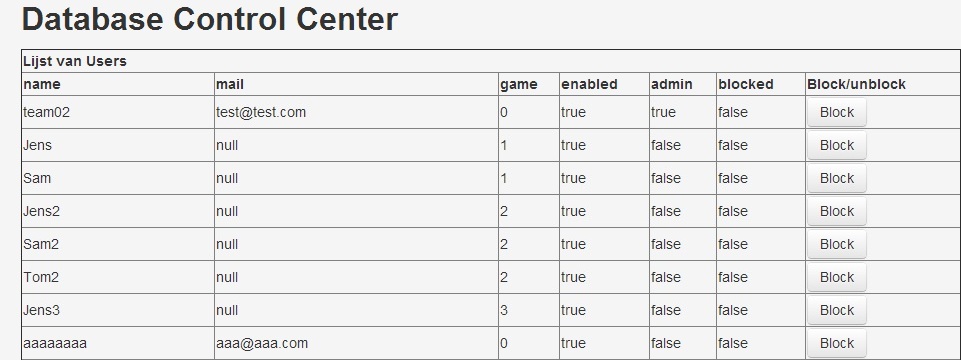 Database Control Center
Lijst van Users
name mail game enabled admin blocked Block/unblock
team02 test@test.com 0 true true false Block
Jens null 1 true false false Block
Sam null 1 true false false Block
Jens2 null 2 true false false Block
Sam2 null 2 true false false Block
Tom2 null 2 true false false Block
Jens3 null 3 true false false Block
aaaaaaaa aaa@aaa.com 0 true false false Block